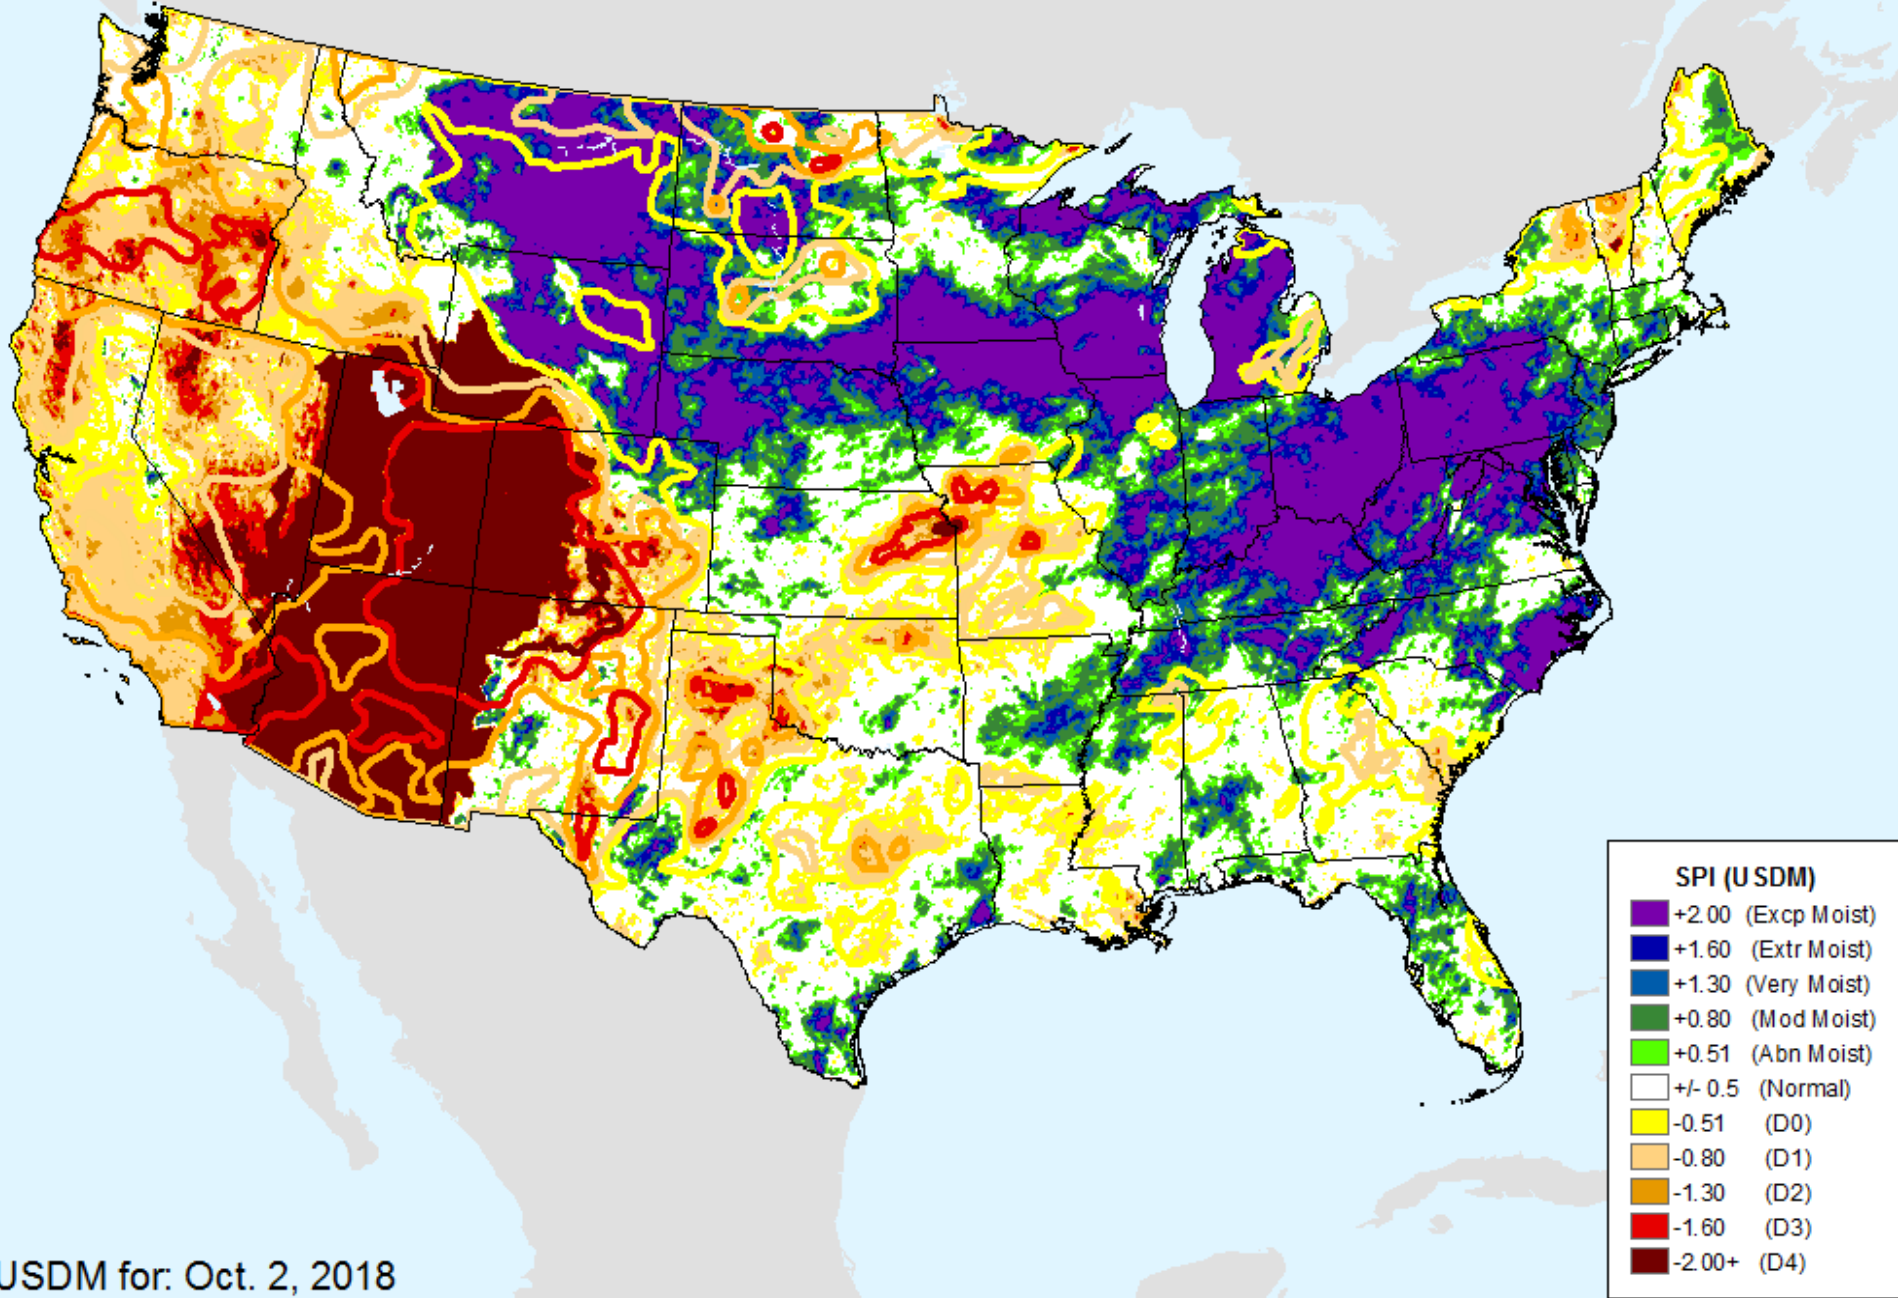 SPI (USDM)
+2.00 (Excp Moist)
+1.60 (Extr Moist)
+1.30 (Very Moist)
+0.80 (Mod Moist)
+0.51 (Abn Moist)
+/- 0.5 (Normal)
-0.51 (D0)
-0.80 (D1)
-1.30 (D2)
-1.60 (D3)
-2.00+ (D4)
USDM for: Oct. 2, 2018